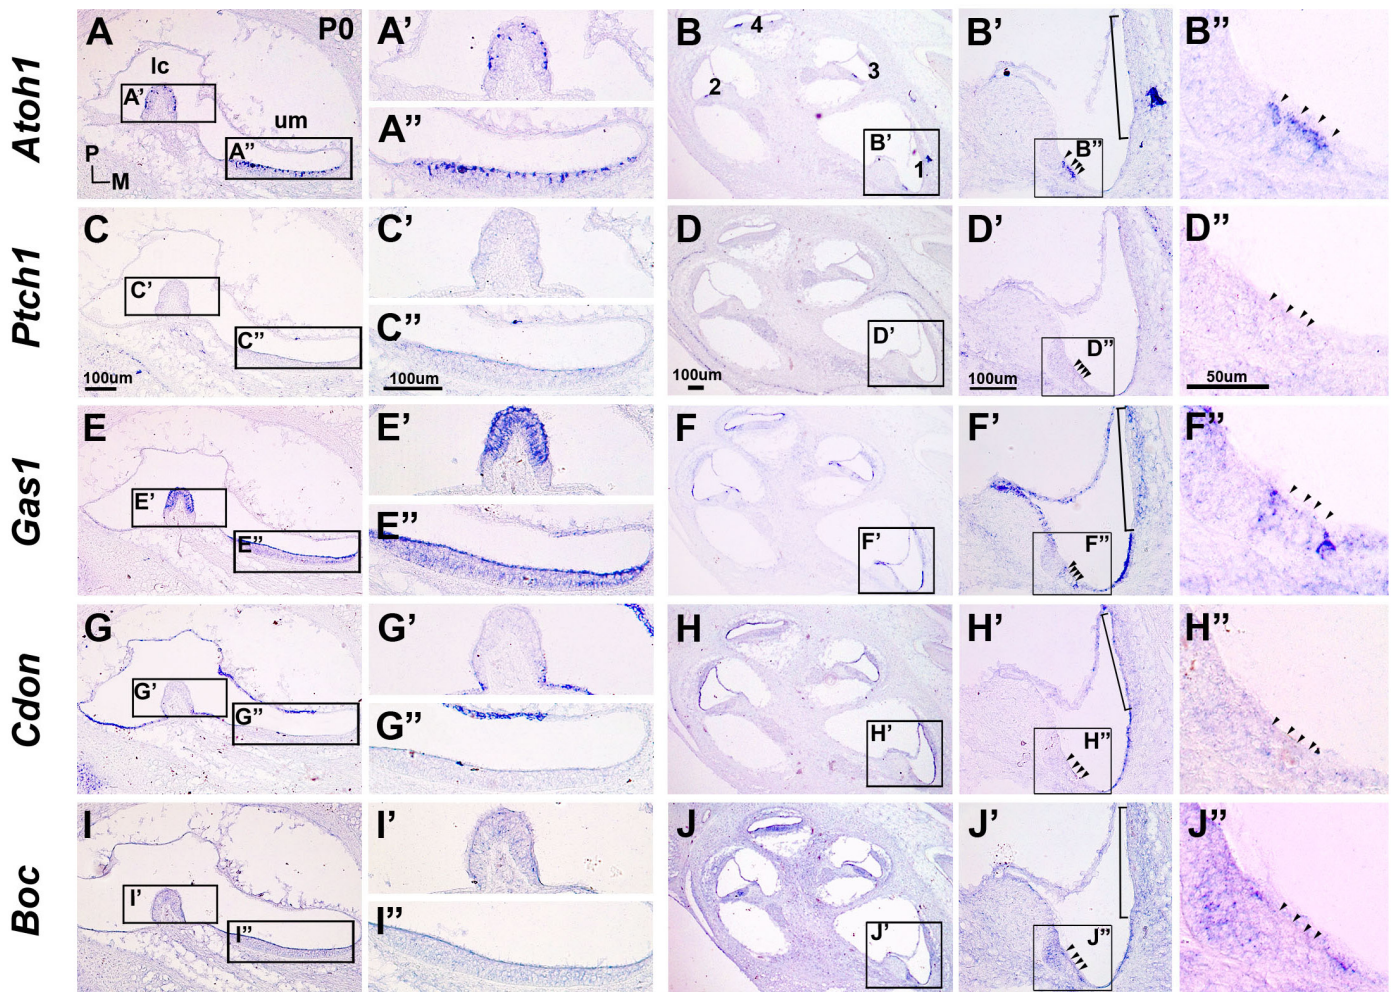 Atoh1
A
P0
lc
A’
um
A’’
P
M
A’
A’’
B
4
3
2
B’
1
B’
B’’
B’’
Ptch1
C
C’
C’’
100um
C’
C’’
100um
D
D’
100um
D’
D’’
100um
D’’
50um
Gas1
E
E’
E’’
E’
E’’
F
F’
F’
F’’
F’’
Cdon
G
G’
G’’
G’
G’’
H
H’
H’
H’’
H’’
Boc
I
I’
I’’
I’
I’’
J
J’
J’
J’’
J’’